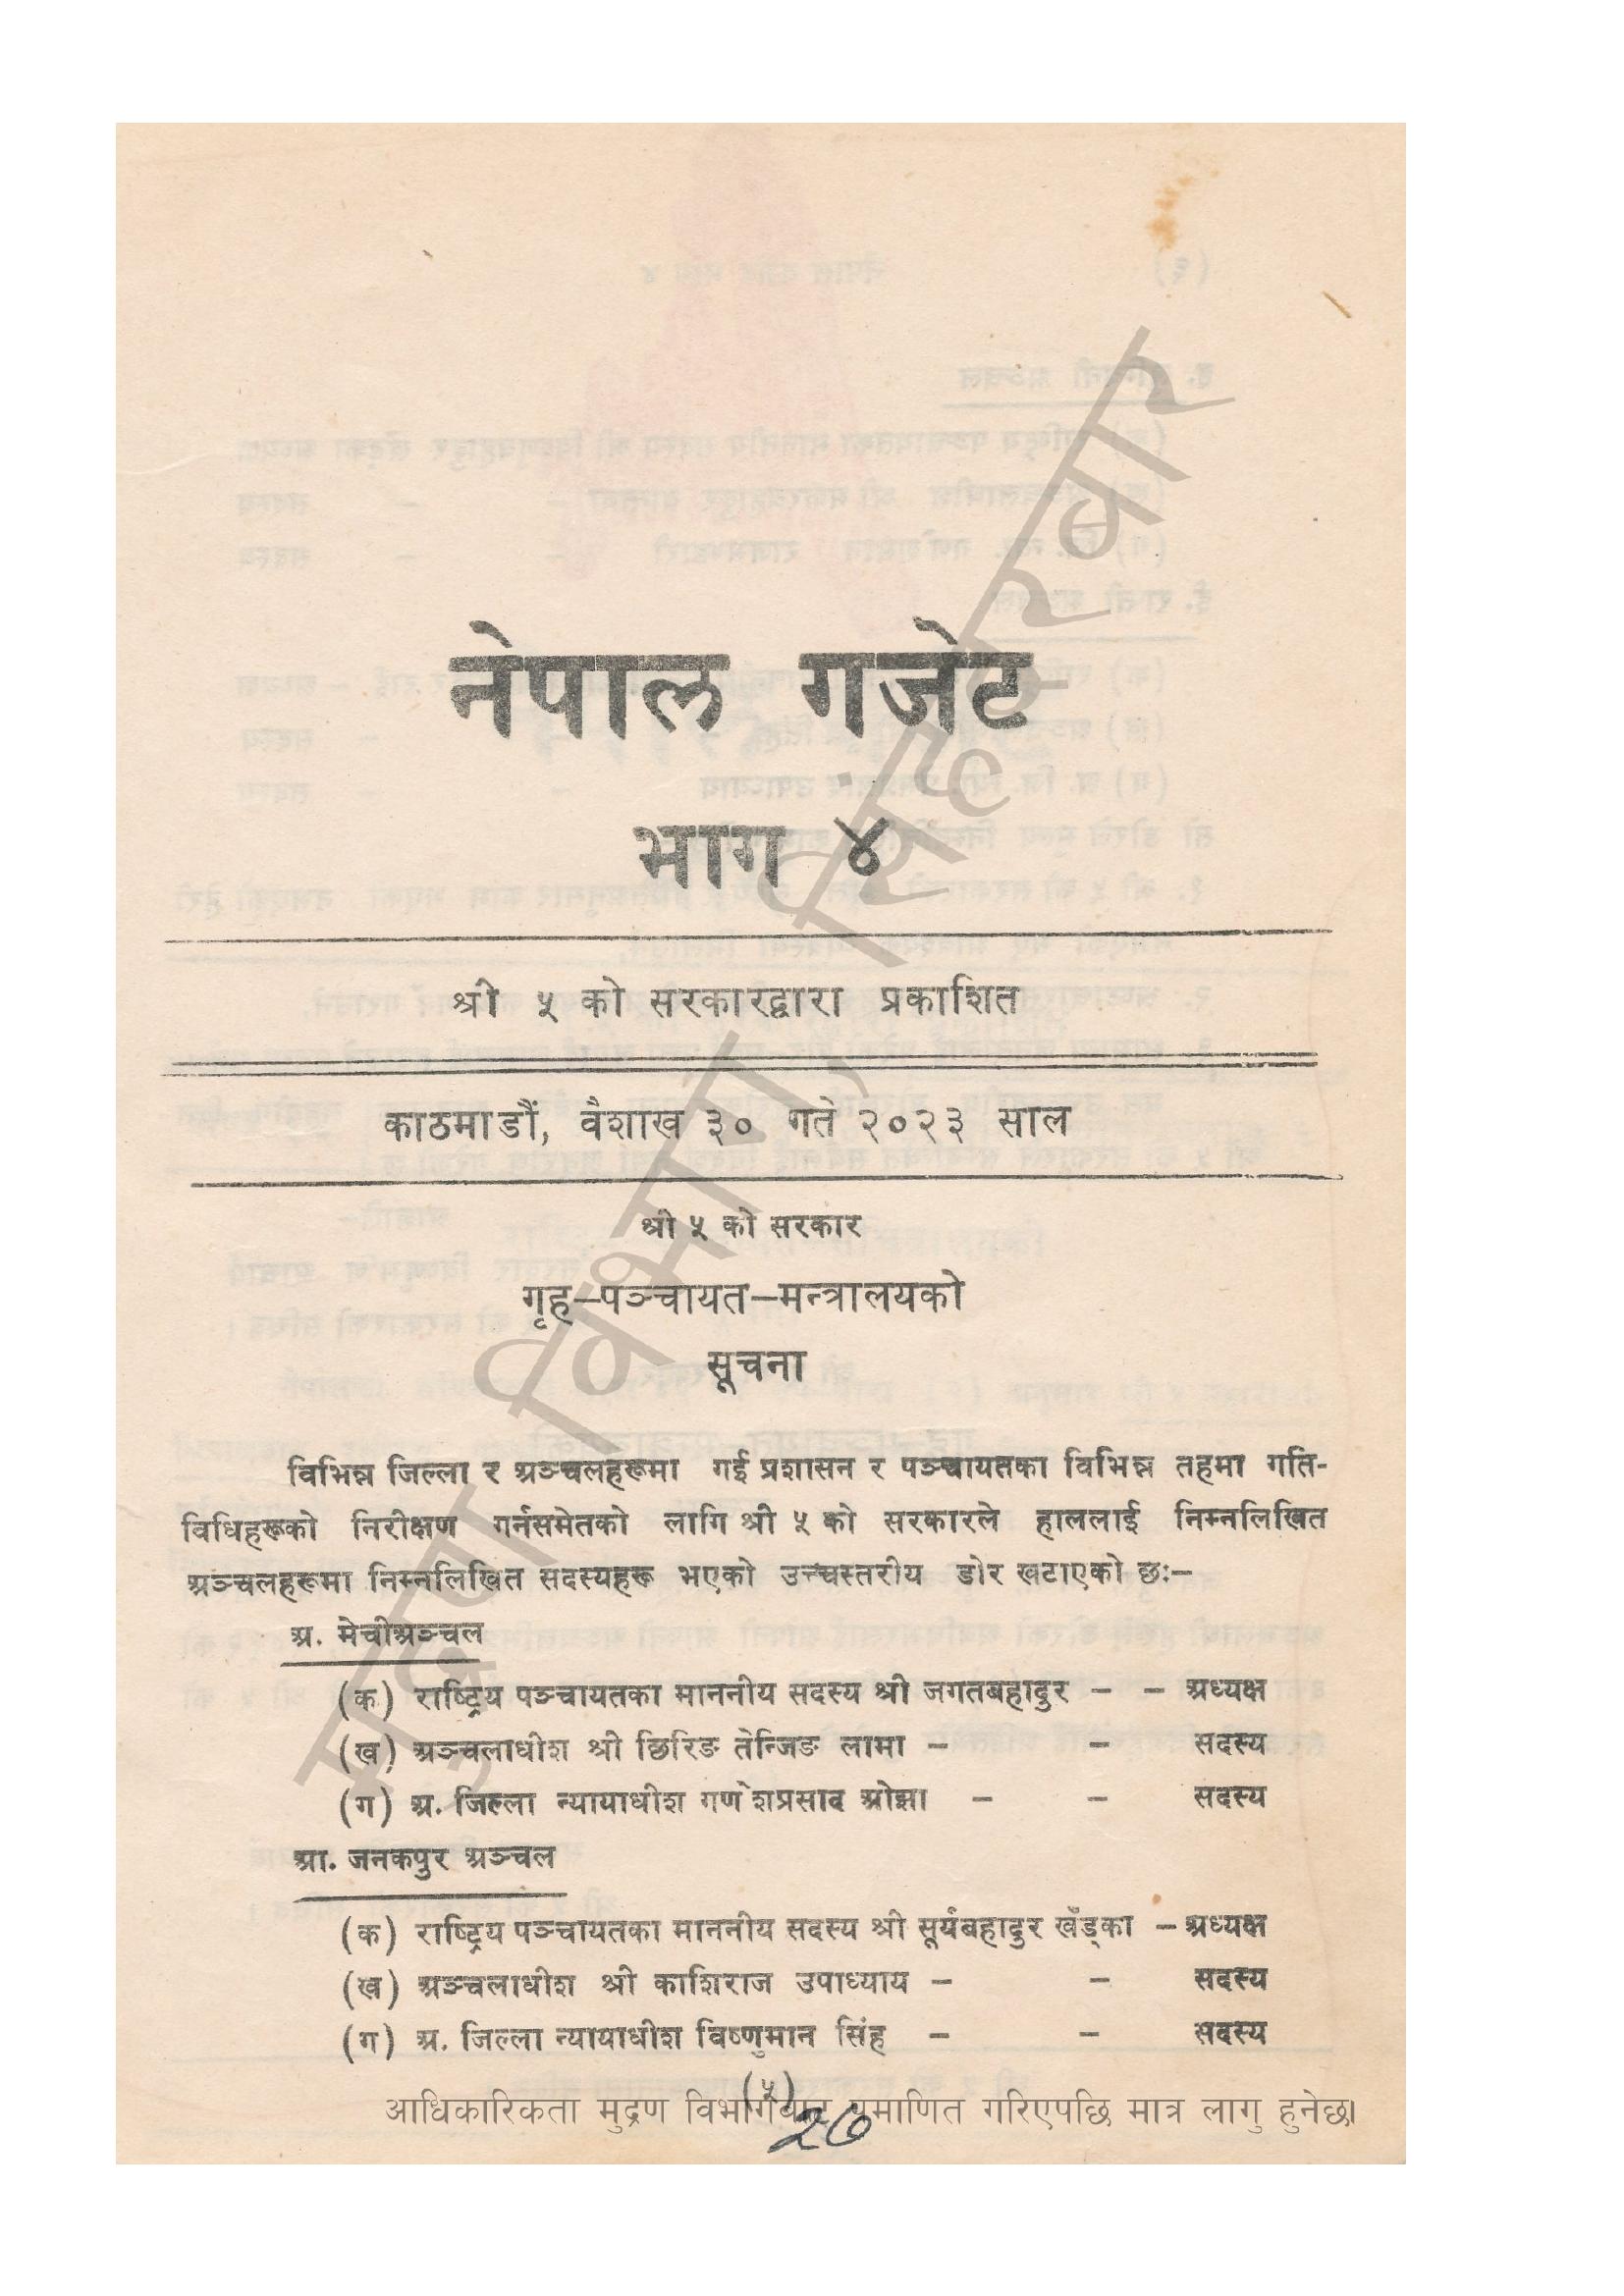 नेपाल गजेट
भाग ४
श्री ५ को सरकारद्वारा प्रकाशित
काठमाडौं, वैशाख ३० गते २०२३ साल
श्री ५ को सरकार
गृह–पञ्चायत–मन्त्रालयको
सूचना
विभिन्न जिल्ला र अञ्चलहरूमा गई प्रशासन र पञ्चायतका विभिन्न तहमा गति-
विधिहरूको निरीक्षण गर्नसमेतको लागि श्री ५ को सरकारले हाललाई निम्नलिखित
अञ्चलहरूमा निम्नलिखित सदस्यहरू भएको उच्चस्तरीय डोर खटाएको छः–
अ. मेचीअञ्चल
(क) राष्ट्रिय पञ्चायतका माननीय सदस्य श्री जगतबहादुर – – अध्यक्ष
(ख) अञ्चलाधीश श्री छिरिङ तेन्जिङ लामा – – सदस्य
(ग) अ. जिल्ला न्यायाधीश गणेशप्रसाद ओझा – – सदस्य
आ. जनकपुर अञ्चल
(क) राष्ट्रिय पञ्चायतका माननीय सदस्य श्री सूर्यबहादुर खँड्का – अध्यक्ष
(ख) अञ्चलाधीश श्री काशिराज उपाध्याय – – सदस्य
(ग) अ. जिल्ला न्यायाधीश विष्णुमान सिंह – – सदस्य
(५)
आधिकारिकता मुद्रण विभागबाट प्रमाणित गरिएपछि मात्र लागु हुनेछ।
26
मुद्रण विभाग, सिंहदरवार